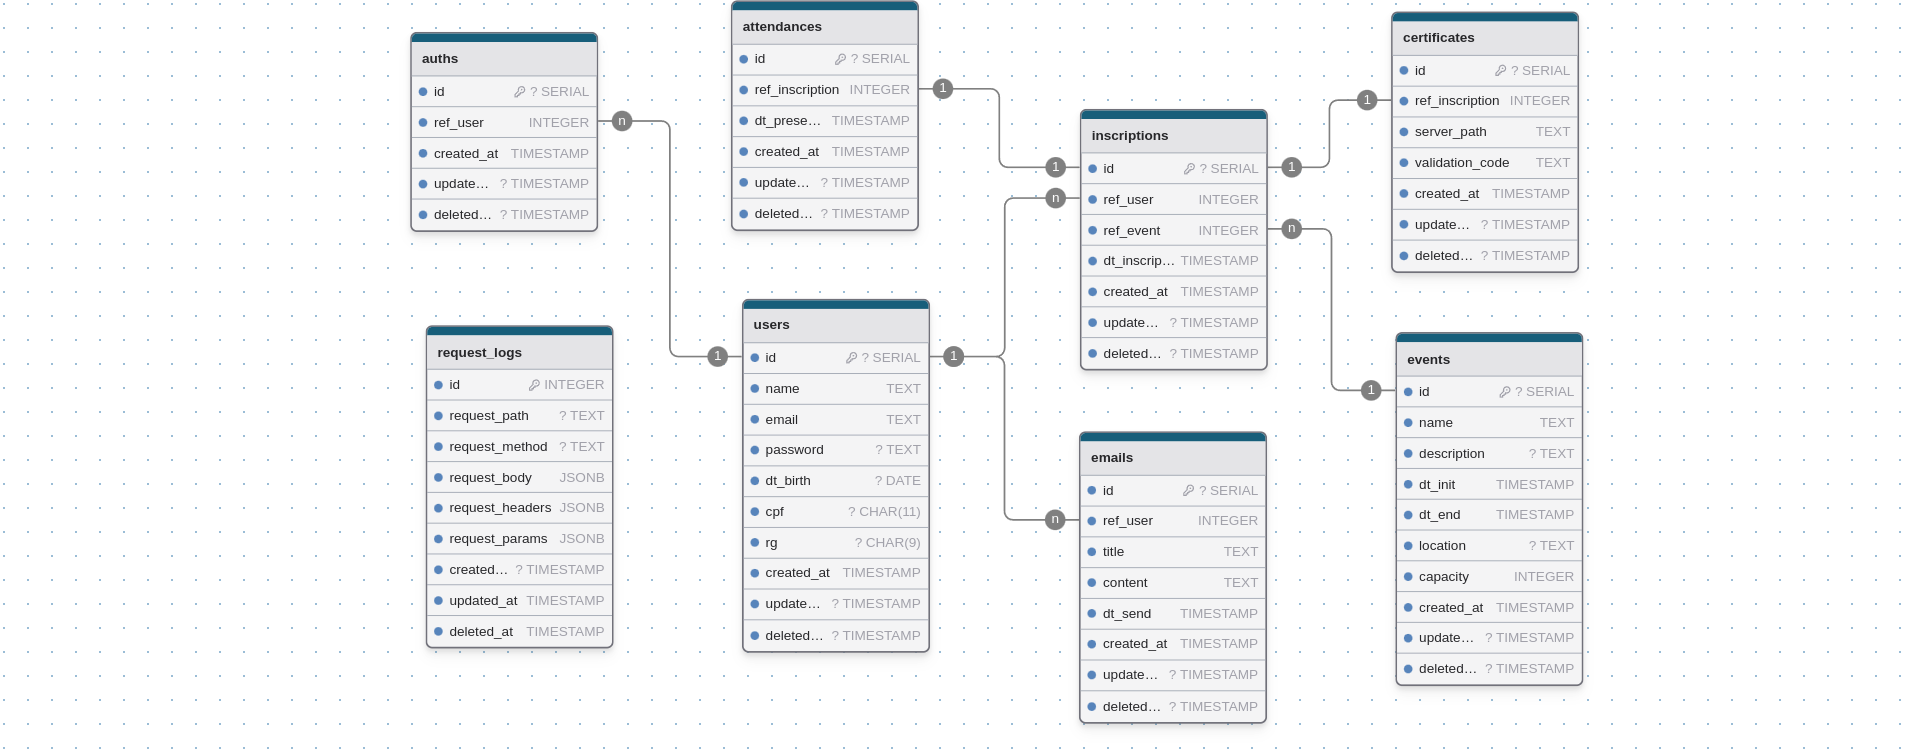 auths
id ? SERIAL
ref_user INTEGER
created_at TIMESTAMP
update... ? TIMESTAMP
deleted... ? TIMESTAMP
n
attendances
id ? SERIAL
ref_inscription INTEGER
dt_prese... TIMESTAMP
created_at TIMESTAMP
update... ? TIMESTAMP
deleted... ? TIMESTAMP
1
1
n
inscriptions
id ? SERIAL
ref_user INTEGER
ref_event INTEGER
dt_inscrip... TIMESTAMP
created_at TIMESTAMP
update... ? TIMESTAMP
deleted... ? TIMESTAMP
1
n
1
certificates
id ? SERIAL
ref_inscription INTEGER
server_path TEXT
validation_code TEXT
created_at TIMESTAMP
update... ? TIMESTAMP
deleted... ? TIMESTAMP
request_logs
id INTEGER
request_path ? TEXT
request_method ? TEXT
request_body JSONB
request_headers JSONB
request_params JSONB
created... ? TIMESTAMP
updated_at TIMESTAMP
deleted_at TIMESTAMP
1
users
id ? SERIAL
name TEXT
email TEXT
password ? TEXT
dt_birth ? DATE
cpf ? CHAR(11)
rg ? CHAR(9)
created_at TIMESTAMP
update... ? TIMESTAMP
deleted... ? TIMESTAMP
1
n
emails
id ? SERIAL
ref_user INTEGER
title TEXT
content TEXT
dt_send TIMESTAMP
created_at TIMESTAMP
update... ? TIMESTAMP
deleted... ? TIMESTAMP
1
events
id ? SERIAL
name TEXT
description ? TEXT
dt_init TIMESTAMP
dt_end TIMESTAMP
location ? TEXT
capacity INTEGER
created_at TIMESTAMP
update... ? TIMESTAMP
deleted... ? TIMESTAMP